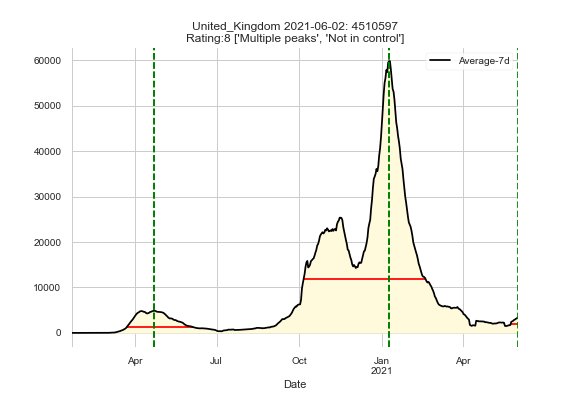 United_Kingdom 2021-06-02: 4510597
Rating:8 ['Multiple peaks', 'Not in control']
Average-7d
60000
50000
40000
30000
20000
10000
0
Apr Jul Oct Jan Apr
2021
Date